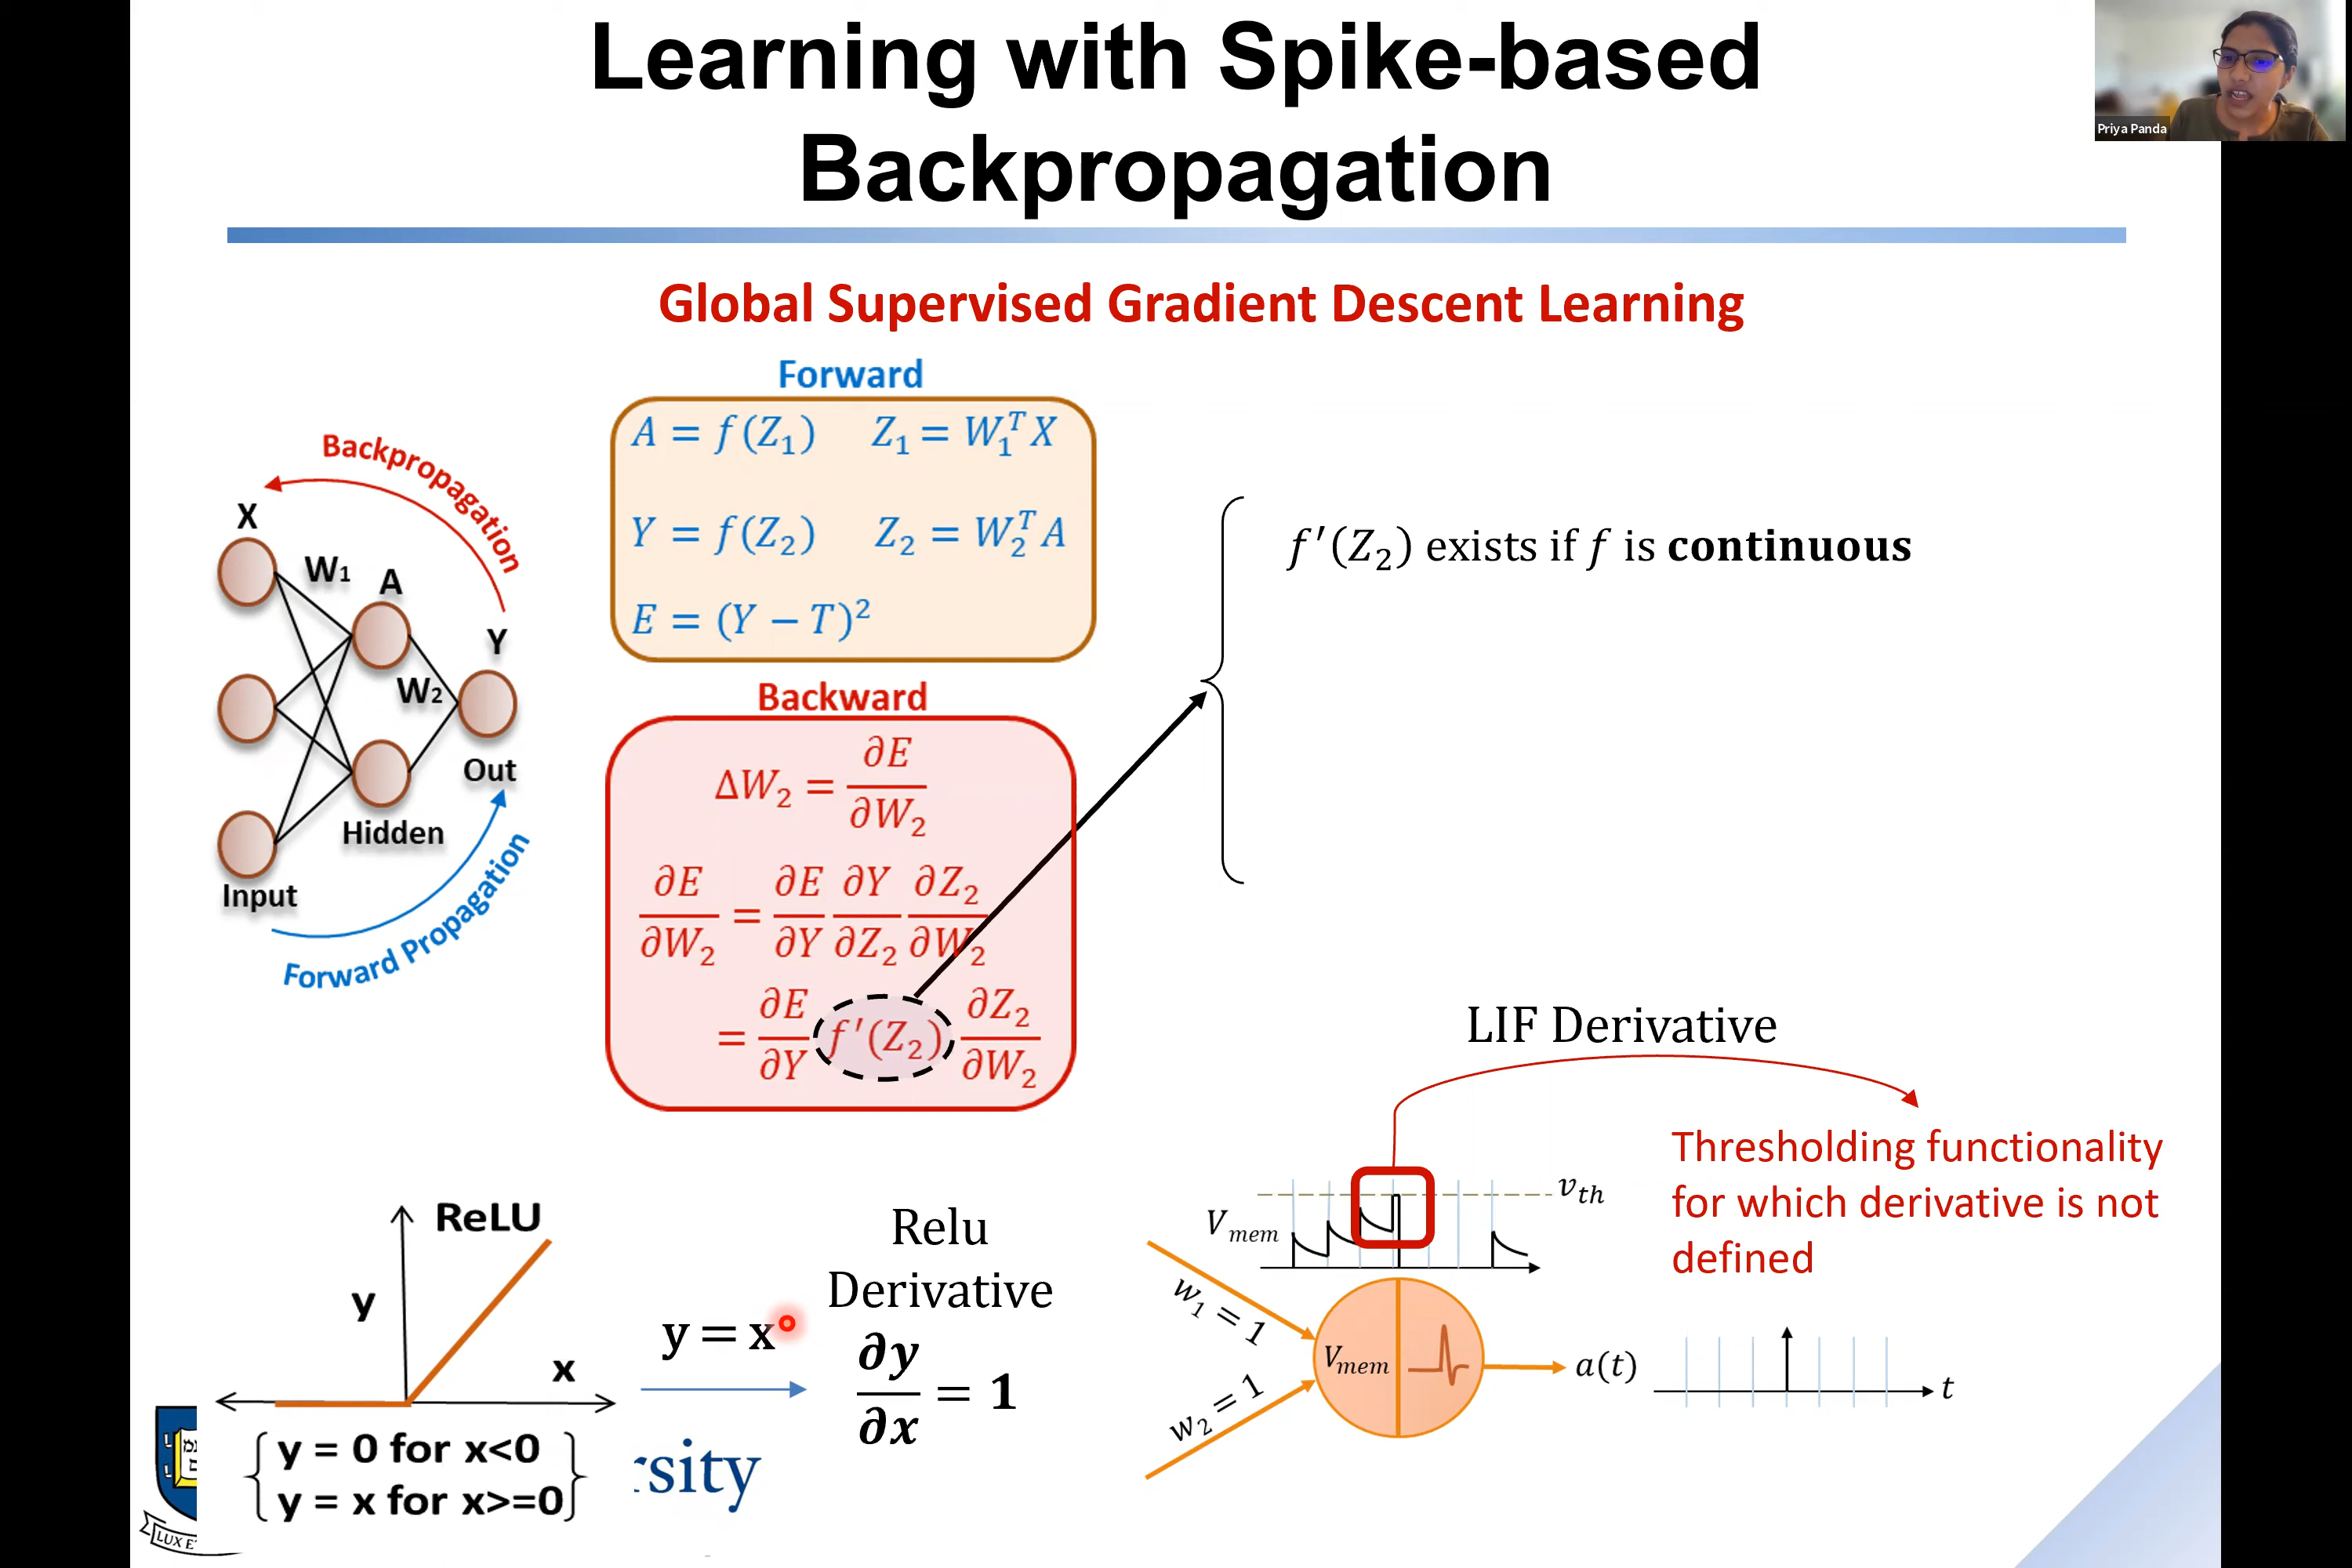 Learning with Spike-based
Backpropagation
Priya Panda
Global Supervised Gradient Descent Learning
Forward
A = f(Z₁) Z₁ = W₁ᵀX
Y = f(Z₂) Z₂ = W₂ᵀA
E = (Y − T)²
Backpropagation
X
W₁
A
Y
W₂
Out
Hidden
Input
Forward Propagation
Backward
ΔW₂ = ∂E/∂W₂
∂E/∂W₂ = ∂E/∂Y ∂Y/∂Z₂ ∂Z₂/∂W₂
= ∂E/∂Y f′(Z₂) ∂Z₂/∂W₂
f′(Z₂) exists if f is continuous
LIF Derivative
Thresholding functionality
for which derivative is not
defined
ReLU
y
x
y = 0 for x<0
y = x for x>=0
y = x
Relu
Derivative
∂y/∂x = 1
V_mem
v_th
w₁ = 1
w₂ = 1
V_mem
a(t)
t
rsity
LUX E